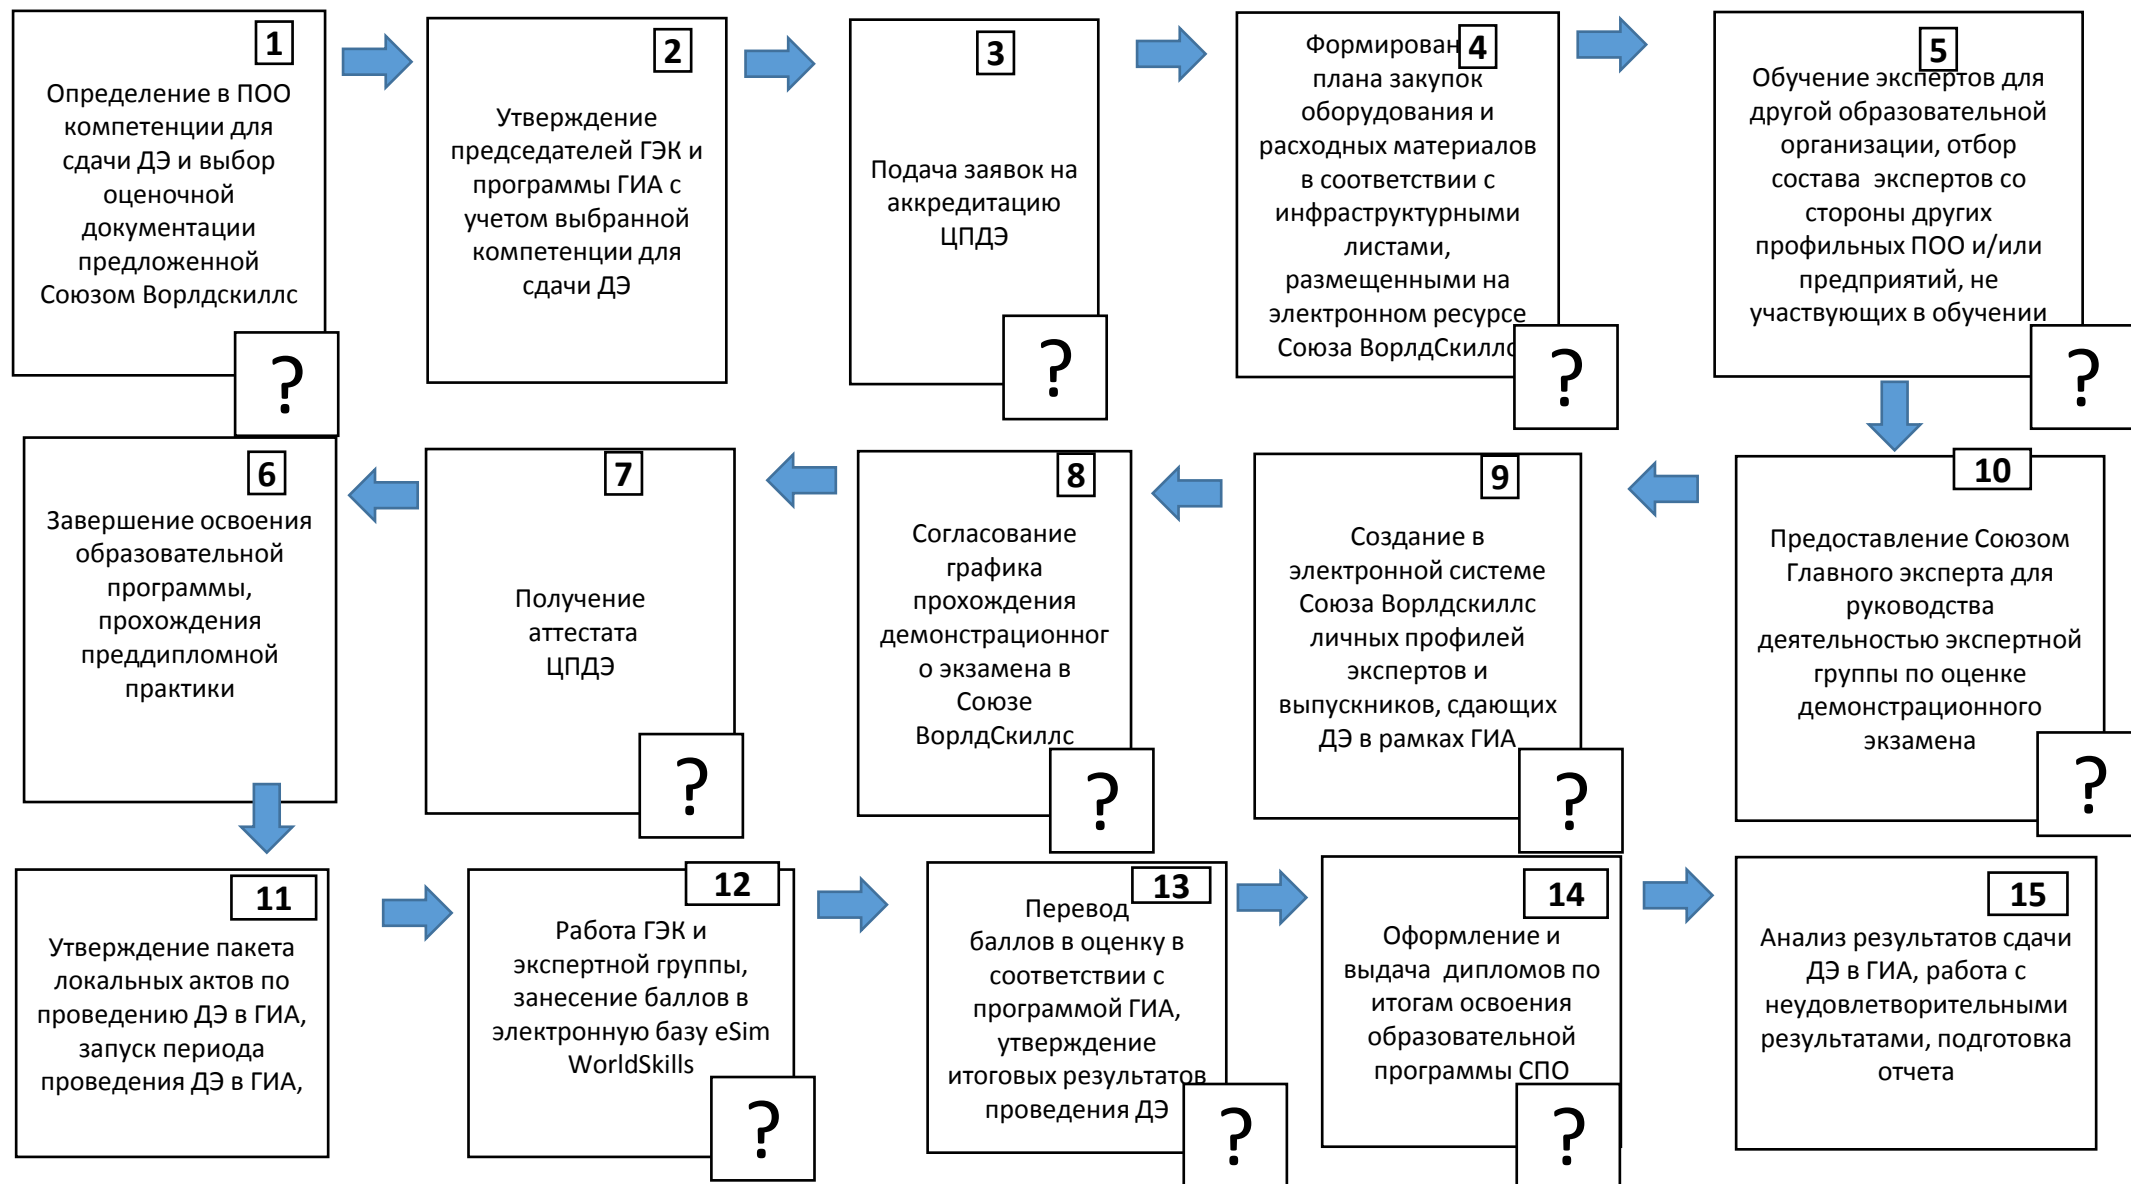 1
Определение в ПОО
компетенции для
сдачи ДЭ и выбор
оценочной
документации
предложенной
Союзом Ворлдскиллс
?
2
Утверждение
председателей ГЭК и
программы ГИА с
учетом выбранной
компетенции для
сдачи ДЭ
3
Подача заявок на
аккредитацию
ЦПДЭ
?
4
Формирован
плана закупок
оборудования и
расходных материалов
в соответствии с
инфраструктурными
листами,
размещенными на
электронном ресурсе
Союза ВорлдСкиллс
?
5
Обучение экспертов для
другой образовательной
организации, отбор
состава экспертов со
стороны других
профильных ПОО и/или
предприятий, не
участвующих в обучении
?
6
Завершение освоения
образовательной
программы,
прохождения
преддипломной
практики
7
Получение
аттестата
ЦПДЭ
?
8
Согласование
графика
прохождения
демонстрационног
о экзамена в
Союзе
ВорлдСкиллс
?
9
Создание в
электронной системе
Союза Ворлдскиллс
личных профилей
экспертов и
выпускников, сдающих
ДЭ в рамках ГИА
?
10
Предоставление Союзом
Главного эксперта для
руководства
деятельностью экспертной
группы по оценке
демонстрационного
экзамена
?
11
Утверждение пакета
локальных актов по
проведению ДЭ в ГИА,
запуск периода
проведения ДЭ в ГИА,
12
Работа ГЭК и
экспертной группы,
занесение баллов в
электронную базу eSim
WorldSkills
?
13
Перевод
баллов в оценку в
соответствии с
программой ГИА,
утверждение
итоговых результатов
проведения ДЭ
?
14
Оформление и
выдача дипломов по
итогам освоения
образовательной
программы СПО
?
15
Анализ результатов сдачи
ДЭ в ГИА, работа с
неудовлетворительными
результатами, подготовка
отчета